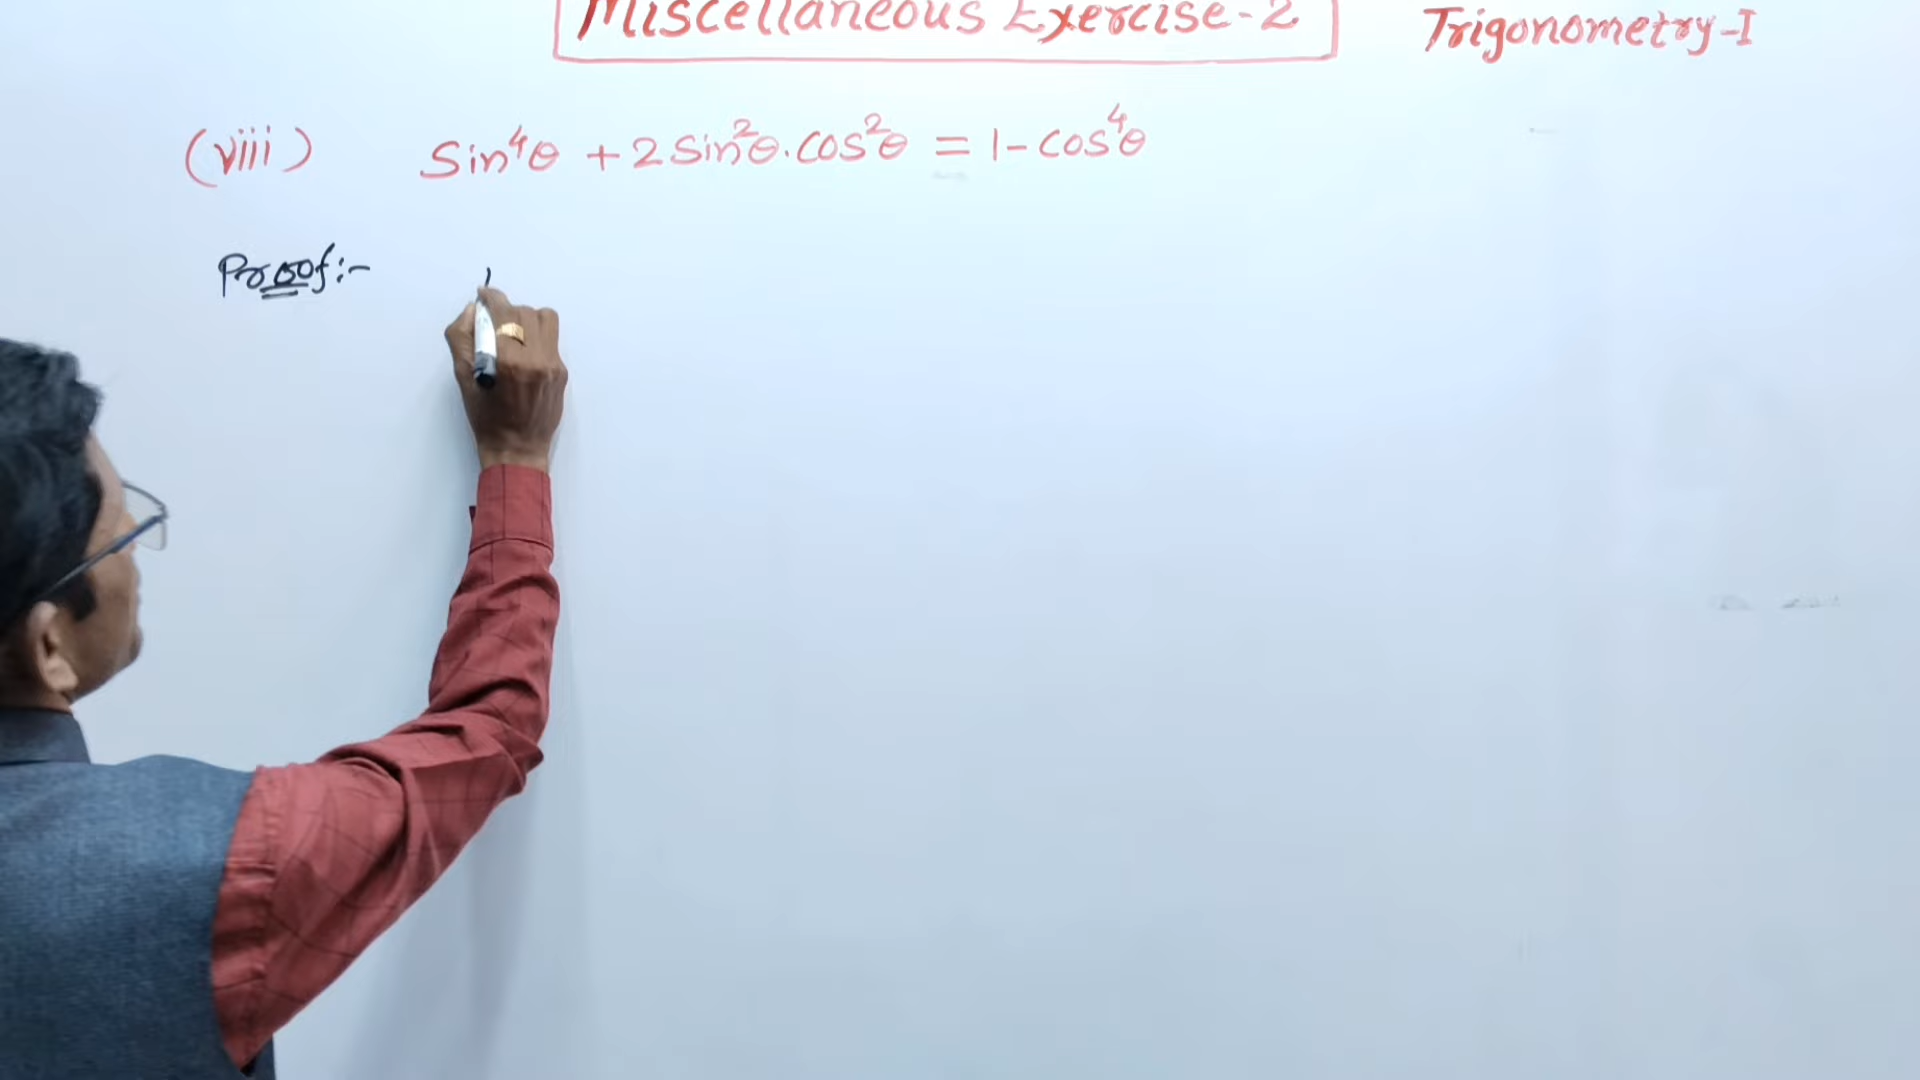 Miscellaneous Exercise-2
Trigonometry-I
(viii) Sin⁴θ + 2Sin²θ.cos²θ = 1-cos⁴θ
Proof:-